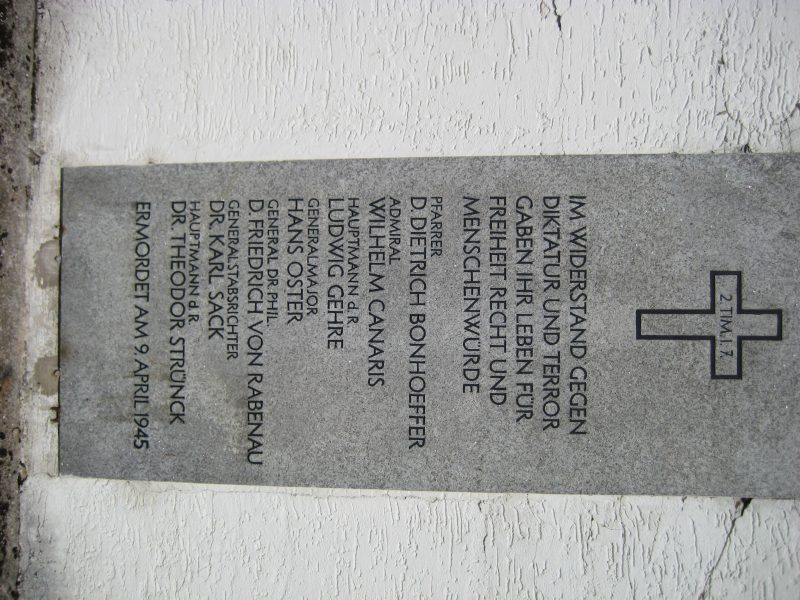 2 TIM. I 7.
IM WIDERSTAND GEGEN
DIKTATUR UND TERROR
GABEN IHR LEBEN FÜR
FREIHEIT RECHT UND
MENSCHENWÜRDE
PFARRER
D. DIETRICH BONHOEFFER
ADMIRAL
WILHELM CANARIS
HAUPTMANN d.R
LUDWIG GEHRE
GENERALMAJOR
HANS OSTER
GENERAL DR. PHIL.
D. FRIEDRICH VON RABENAU
GENERALSTABSRICHTER
DR. KARL SACK
HAUPTMANN d.R.
DR. THEODOR STRÜNCK
ERMORDET AM 9. APRIL 1945